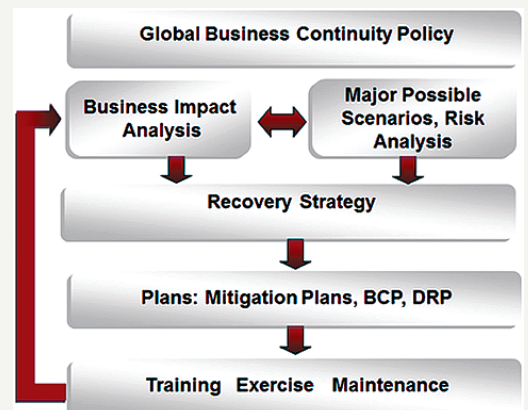 Global Business Continuity Policy
Business Impact
Analysis
Major Possible
Scenarios, Risk
Analysis
Recovery Strategy
Plans: Mitigation Plans, BCP, DRP
Training Exercise Maintenance